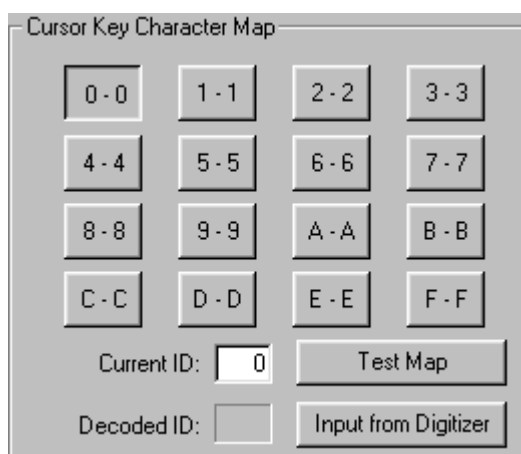 Cursor Key Character Map
0 - 0 1 - 1 2 - 2 3 - 3
4 - 4 5 - 5 6 - 6 7 - 7
8 - 8 9 - 9 A - A B - B
C - C D - D E - E F - F
Current ID: 0 Test Map
Decoded ID: Input from Digitizer